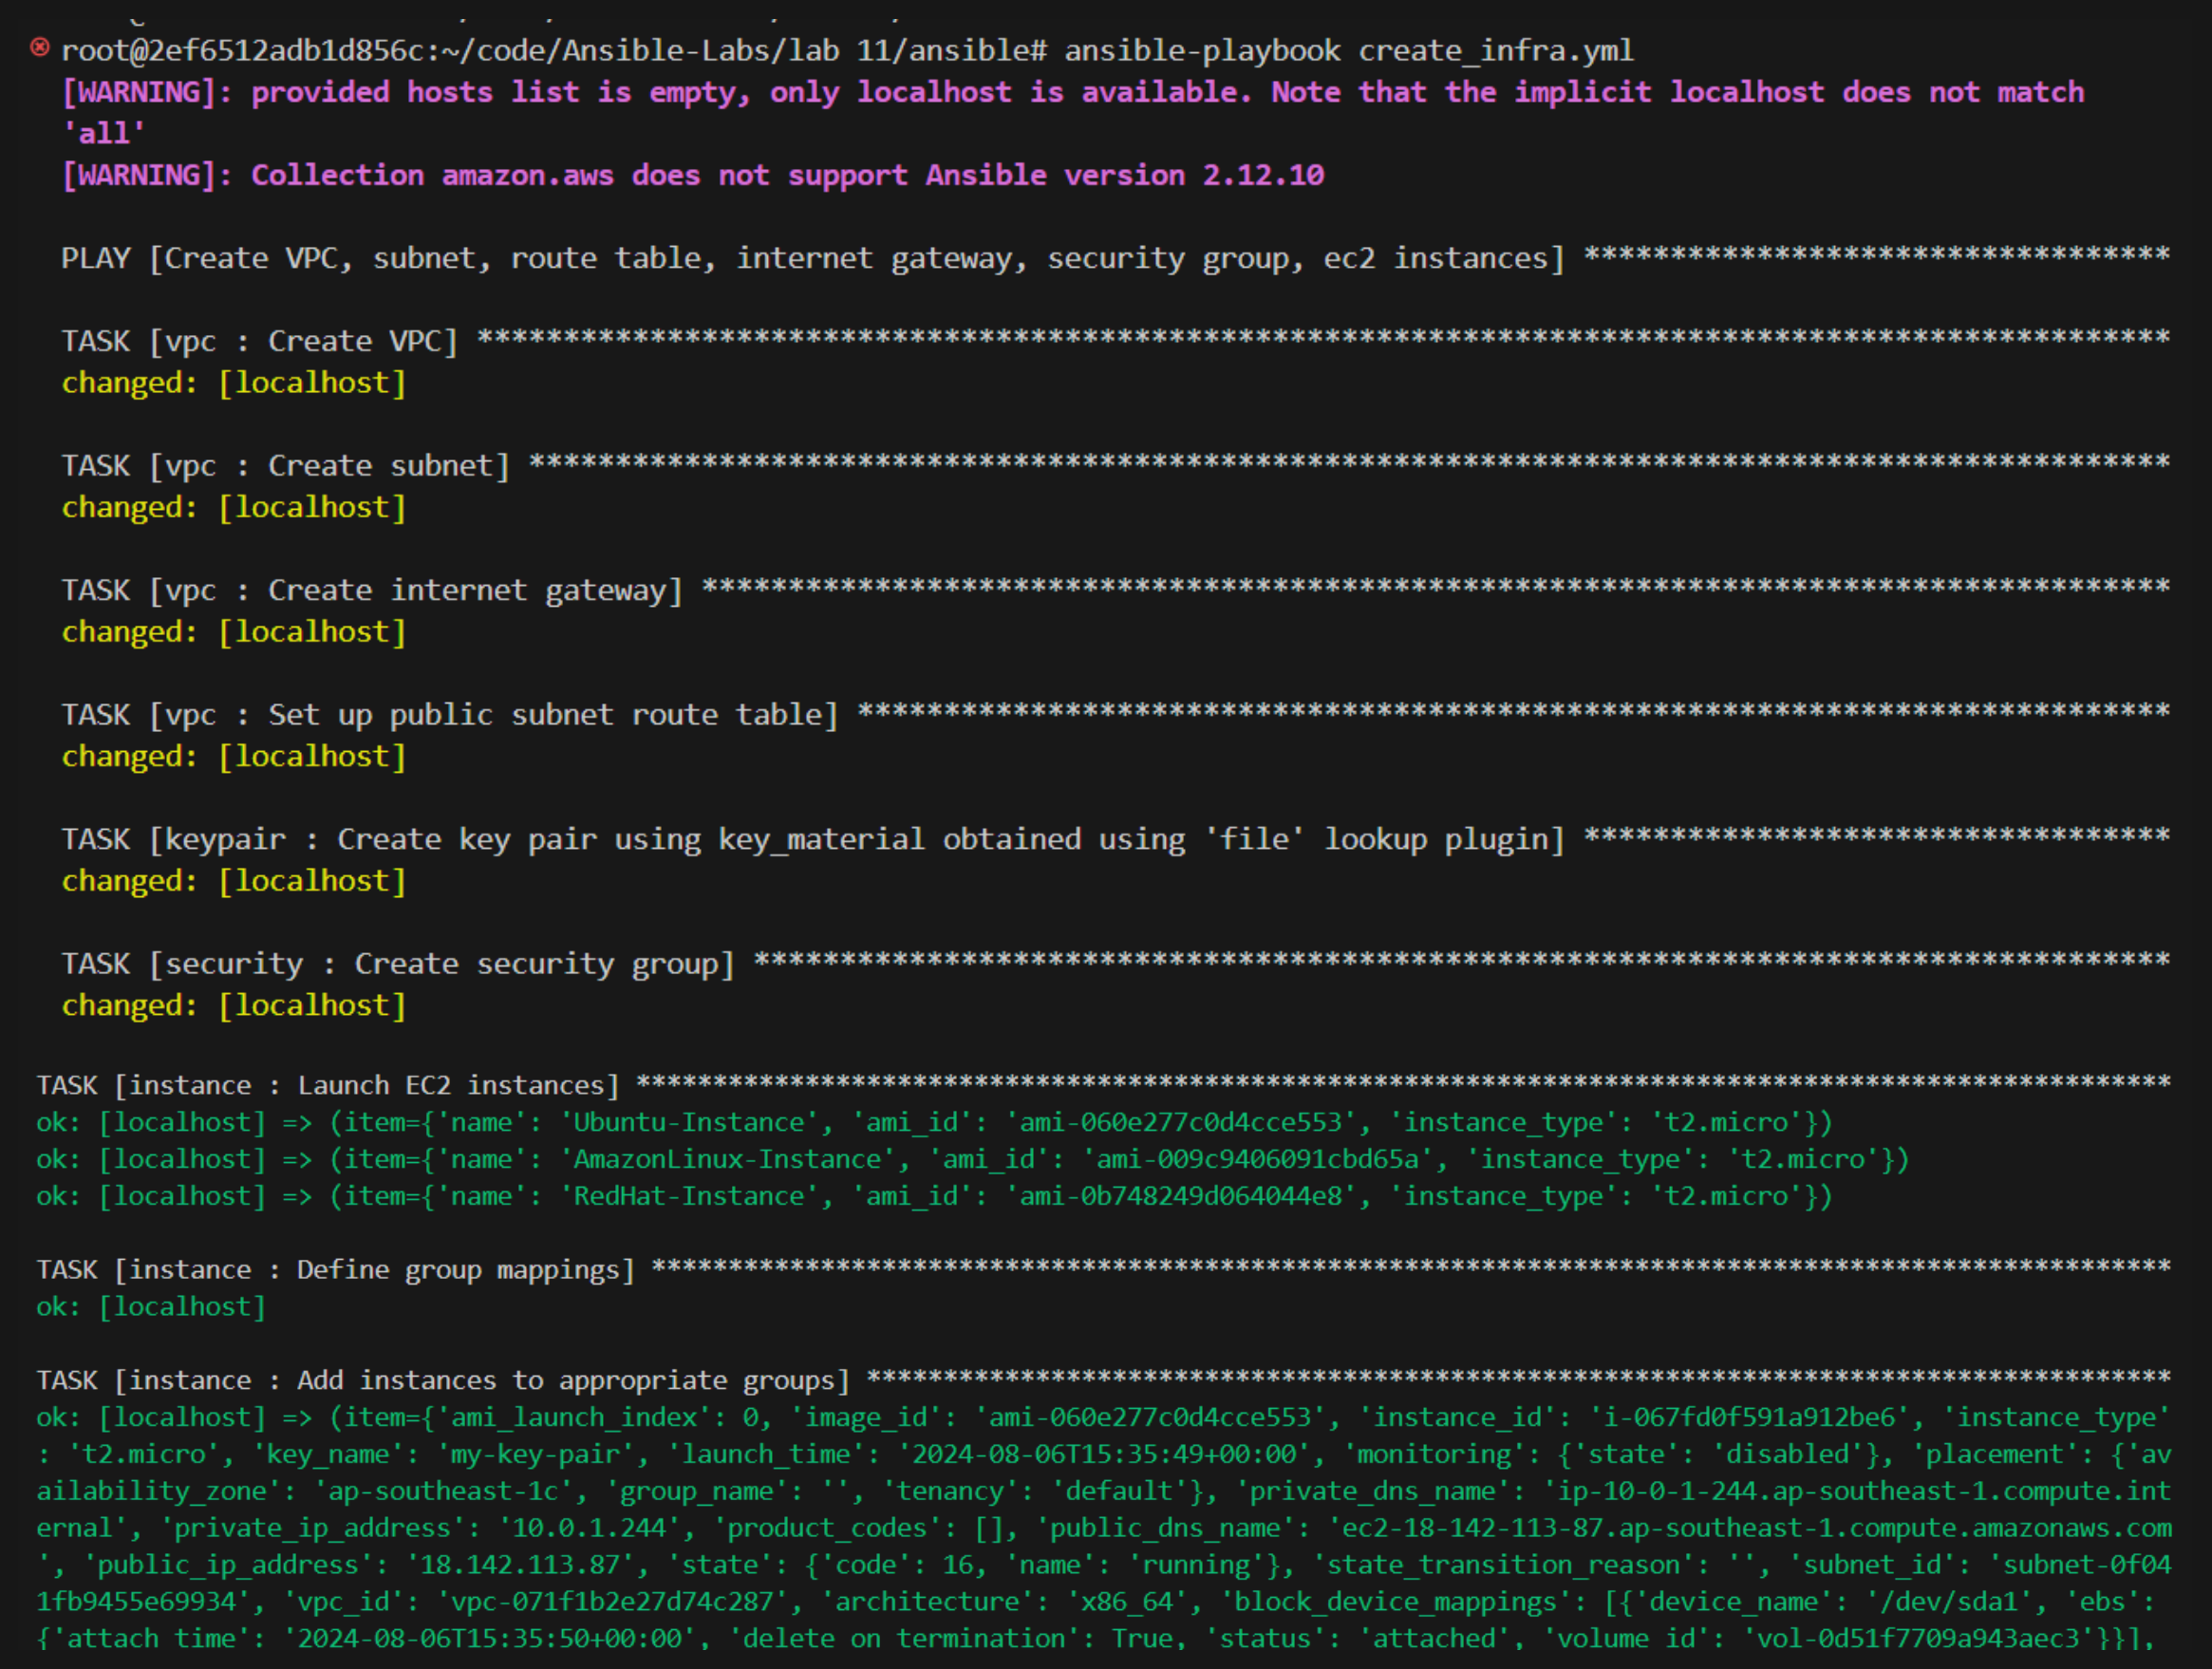 root@2ef6512adb1d856c:~/code/Ansible-Labs/lab 11/ansible# ansible-playbook create_infra.yml
[WARNING]: provided hosts list is empty, only localhost is available. Note that the implicit localhost does not match
'all'
[WARNING]: Collection amazon.aws does not support Ansible version 2.12.10
PLAY [Create VPC, subnet, route table, internet gateway, security group, ec2 instances] **********************************
TASK [vpc : Create VPC] **************************************************************************************************
changed: [localhost]
TASK [vpc : Create subnet] ***********************************************************************************************
changed: [localhost]
TASK [vpc : Create internet gateway] *************************************************************************************
changed: [localhost]
TASK [vpc : Set up public subnet route table] ****************************************************************************
changed: [localhost]
TASK [keypair : Create key pair using key_material obtained using 'file' lookup plugin] **********************************
changed: [localhost]
TASK [security : Create security group] **********************************************************************************
changed: [localhost]
TASK [instance : Launch EC2 instances] ***************************************************************************************************
ok: [localhost] => (item={'name': 'Ubuntu-Instance', 'ami_id': 'ami-060e277c0d4cce553', 'instance_type': 't2.micro'})
ok: [localhost] => (item={'name': 'AmazonLinux-Instance', 'ami_id': 'ami-009c9406091cbd65a', 'instance_type': 't2.micro'})
ok: [localhost] => (item={'name': 'RedHat-Instance', 'ami_id': 'ami-0b748249d064044e8', 'instance_type': 't2.micro'})
TASK [instance : Define group mappings] **************************************************************************************************
ok: [localhost]
TASK [instance : Add instances to appropriate groups] ************************************************************************************
ok: [localhost] => (item={'ami_launch_index': 0, 'image_id': 'ami-060e277c0d4cce553', 'instance_id': 'i-067fd0f591a912be6', 'instance_type'
: 't2.micro', 'key_name': 'my-key-pair', 'launch_time': '2024-08-06T15:35:49+00:00', 'monitoring': {'state': 'disabled'}, 'placement': {'av
ailability_zone': 'ap-southeast-1c', 'group_name': '', 'tenancy': 'default'}, 'private_dns_name': 'ip-10-0-1-244.ap-southeast-1.compute.int
ernal', 'private_ip_address': '10.0.1.244', 'product_codes': [], 'public_dns_name': 'ec2-18-142-113-87.ap-southeast-1.compute.amazonaws.com
', 'public_ip_address': '18.142.113.87', 'state': {'code': 16, 'name': 'running'}, 'state_transition_reason': '', 'subnet_id': 'subnet-0f04
1fb9455e69934', 'vpc_id': 'vpc-071f1b2e27d74c287', 'architecture': 'x86_64', 'block_device_mappings': [{'device_name': '/dev/sda1', 'ebs':
{'attach_time': '2024-08-06T15:35:50+00:00', 'delete_on_termination': True, 'status': 'attached', 'volume_id': 'vol-0d51f7709a943aec3'}}],